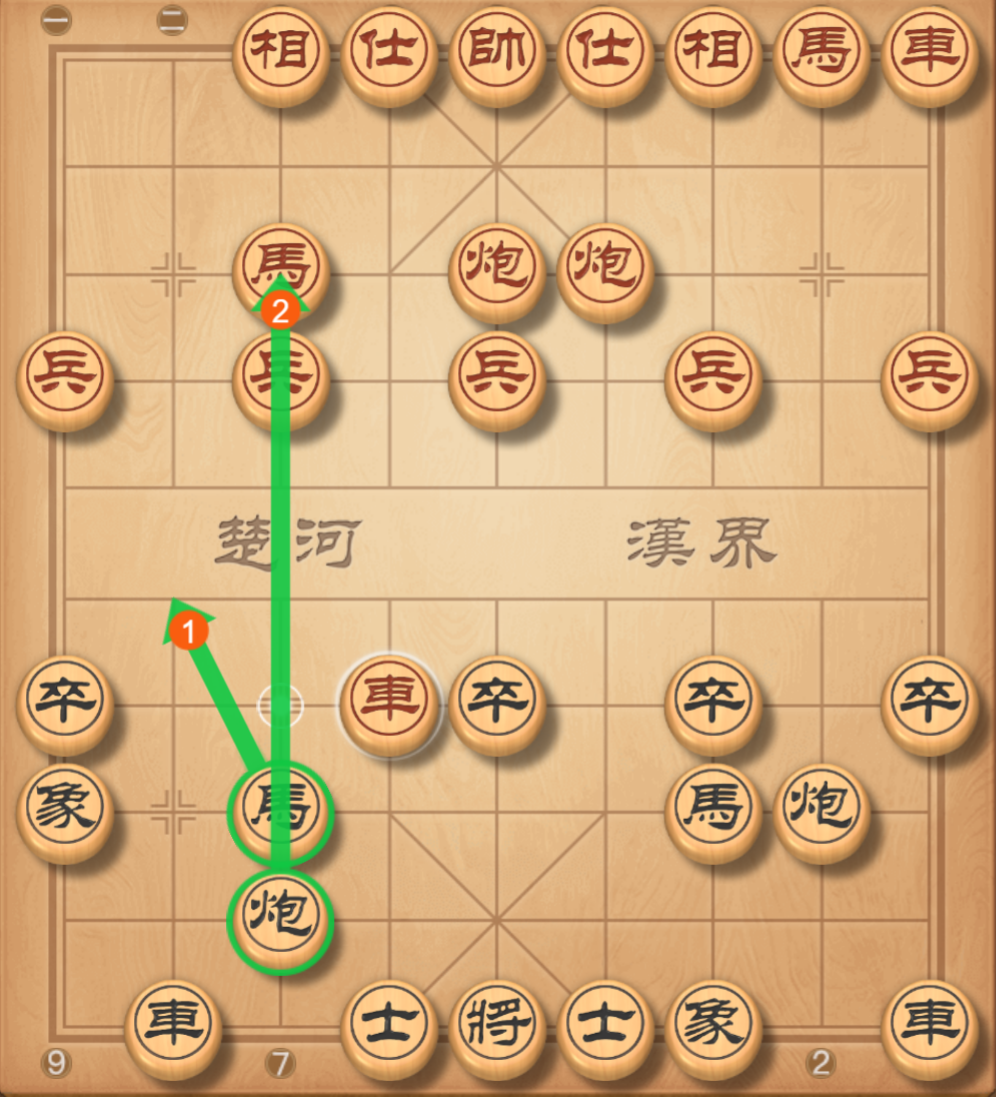 一 二
相 仕 帥 仕 相 馬 車
馬 炮 炮
2
兵 兵 兵 兵 兵
楚河 漢界
1
卒 車 卒 卒 卒
象 馬 馬 炮
炮
車 士 將 士 象 車
9 7 2